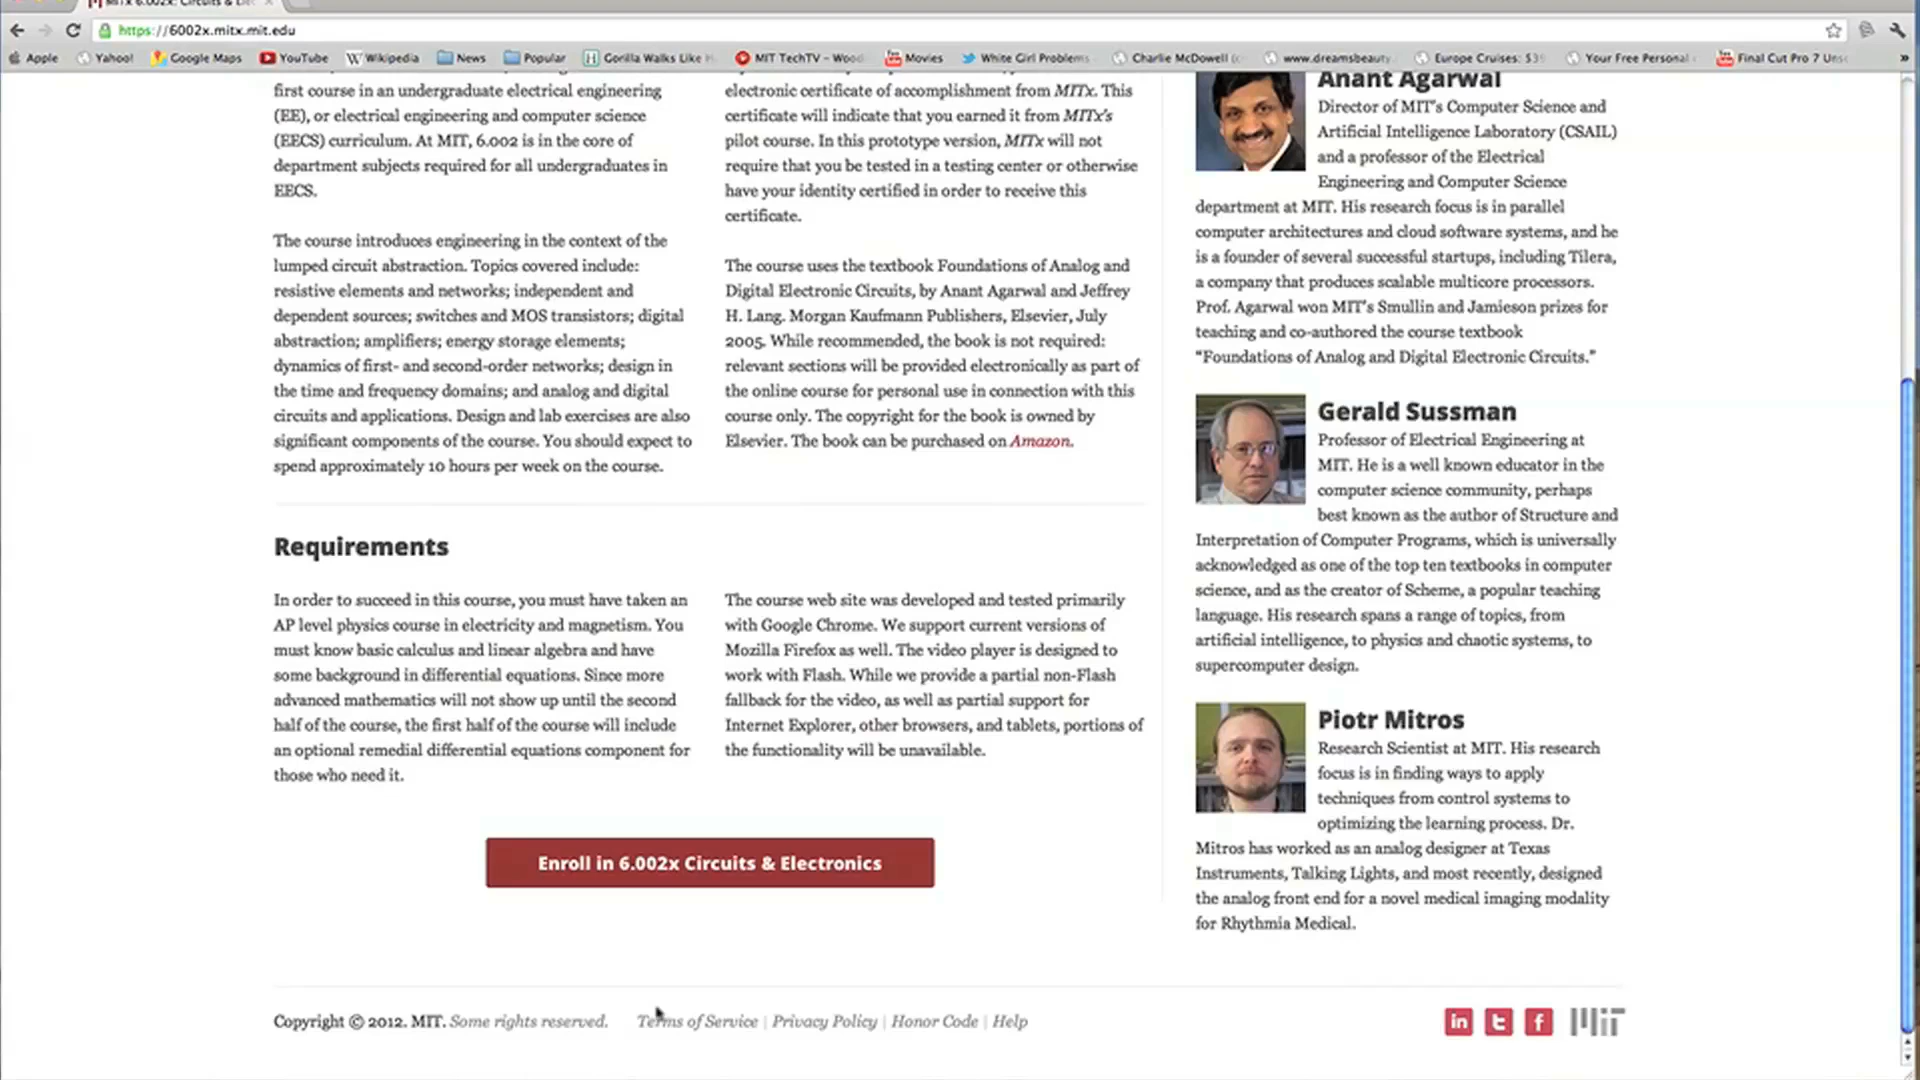 MITx 6.002x: Circuits & Elec
https://6002x.mitx.mit.edu
Apple Yahoo! Google Maps YouTube Wikipedia News Popular Gorilla Walks Like H MIT TechTV – Wood Movies White Girl Problems Charlie McDowell (c www.dreamsbeauty. Europe Cruises: $39 Your Free Personal Final Cut Pro 7 Uns »
first course in an undergraduate electrical engineering
(EE), or electrical engineering and computer science
(EECS) curriculum. At MIT, 6.002 is in the core of
department subjects required for all undergraduates in
EECS.
The course introduces engineering in the context of the
lumped circuit abstraction. Topics covered include:
resistive elements and networks; independent and
dependent sources; switches and MOS transistors; digital
abstraction; amplifiers; energy storage elements;
dynamics of first- and second-order networks; design in
the time and frequency domains; and analog and digital
circuits and applications. Design and lab exercises are also
significant components of the course. You should expect to
spend approximately 10 hours per week on the course.
electronic certificate of accomplishment from MITx. This
certificate will indicate that you earned it from MITx's
pilot course. In this prototype version, MITx will not
require that you be tested in a testing center or otherwise
have your identity certified in order to receive this
certificate.
The course uses the textbook Foundations of Analog and
Digital Electronic Circuits, by Anant Agarwal and Jeffrey
H. Lang. Morgan Kaufmann Publishers, Elsevier, July
2005. While recommended, the book is not required:
relevant sections will be provided electronically as part of
the online course for personal use in connection with this
course only. The copyright for the book is owned by
Elsevier. The book can be purchased on Amazon.
Requirements
In order to succeed in this course, you must have taken an
AP level physics course in electricity and magnetism. You
must know basic calculus and linear algebra and have
some background in differential equations. Since more
advanced mathematics will not show up until the second
half of the course, the first half of the course will include
an optional remedial differential equations component for
those who need it.
The course web site was developed and tested primarily
with Google Chrome. We support current versions of
Mozilla Firefox as well. The video player is designed to
work with Flash. While we provide a partial non-Flash
fallback for the video, as well as partial support for
Internet Explorer, other browsers, and tablets, portions of
the functionality will be unavailable.
Enroll in 6.002x Circuits & Electronics
Anant Agarwal
Director of MIT's Computer Science and
Artificial Intelligence Laboratory (CSAIL)
and a professor of the Electrical
Engineering and Computer Science
department at MIT. His research focus is in parallel
computer architectures and cloud software systems, and he
is a founder of several successful startups, including Tilera,
a company that produces scalable multicore processors.
Prof. Agarwal won MIT's Smullin and Jamieson prizes for
teaching and co-authored the course textbook
“Foundations of Analog and Digital Electronic Circuits.”
Gerald Sussman
Professor of Electrical Engineering at
MIT. He is a well known educator in the
computer science community, perhaps
best known as the author of Structure and
Interpretation of Computer Programs, which is universally
acknowledged as one of the top ten textbooks in computer
science, and as the creator of Scheme, a popular teaching
language. His research spans a range of topics, from
artificial intelligence, to physics and chaotic systems, to
supercomputer design.
Piotr Mitros
Research Scientist at MIT. His research
focus is in finding ways to apply
techniques from control systems to
optimizing the learning process. Dr.
Mitros has worked as an analog designer at Texas
Instruments, Talking Lights, and most recently, designed
the analog front end for a novel medical imaging modality
for Rhythmia Medical.
Copyright © 2012. MIT. Some rights reserved. Terms of Service | Privacy Policy | Honor Code | Help
in t f MIT